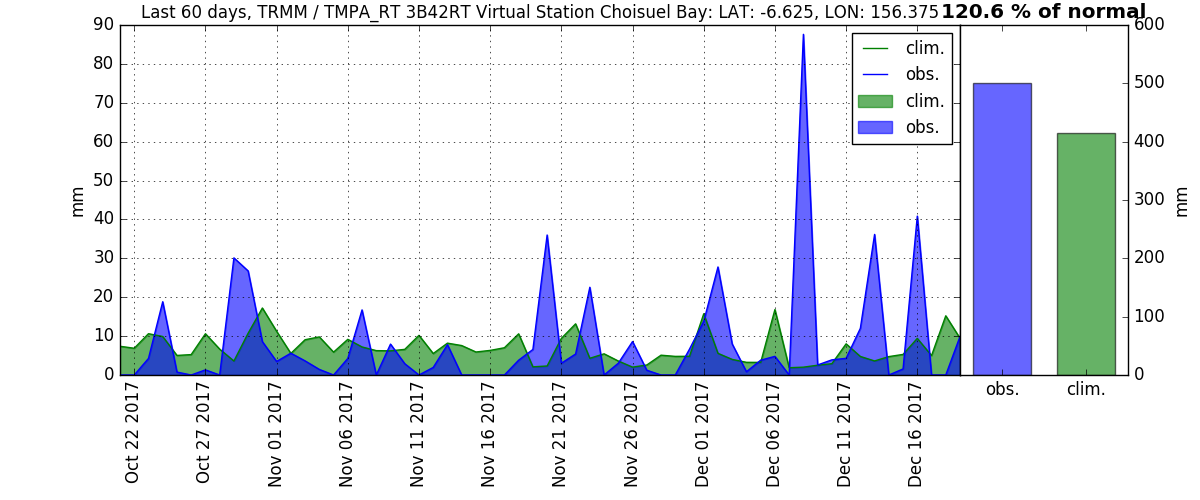 Last 60 days, TRMM / TMPA_RT 3B42RT Virtual Station Choisuel Bay: LAT: -6.625, LON: 156.375
120.6 % of normal
90
80
70
60
50
40
30
20
10
0
mm
clim.
obs.
clim.
obs.
Oct 22 2017
Oct 27 2017
Nov 01 2017
Nov 06 2017
Nov 11 2017
Nov 16 2017
Nov 21 2017
Nov 26 2017
Dec 01 2017
Dec 06 2017
Dec 11 2017
Dec 16 2017
600
500
400
300
200
100
0
mm
obs.
clim.